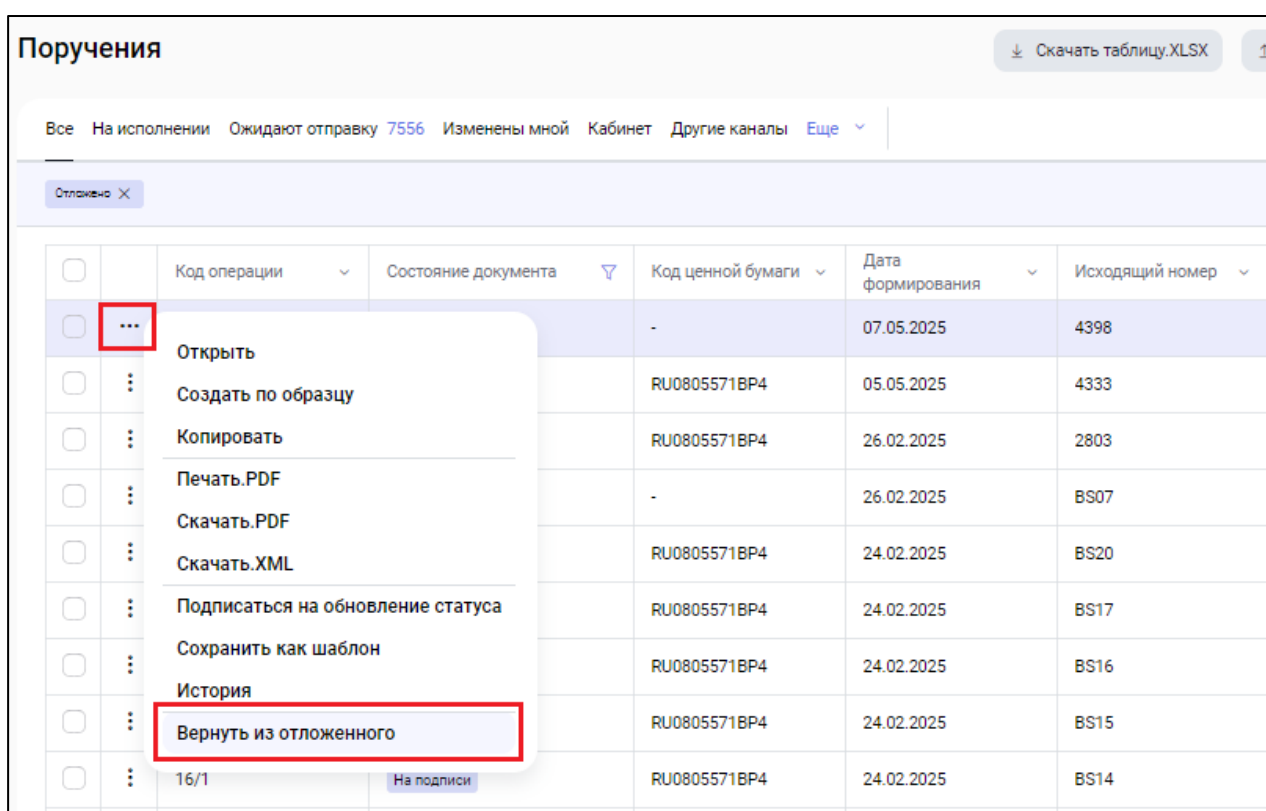 Поручения
Скачать таблицу.XLSX
Все На исполнении Ожидают отправку 7556 Изменены мной Кабинет Другие каналы Еще
Отложено
Код операции Состояние документа Код ценной бумаги Дата формирования Исходящий номер
- 07.05.2025 4398
Открыть
RU0805571BP4 05.05.2025 4333
Создать по образцу
Копировать
RU0805571BP4 26.02.2025 2803
Печать.PDF
- 26.02.2025 BS07
Скачать.PDF
RU0805571BP4 24.02.2025 BS20
Скачать.XML
Подписаться на обновление статуса
RU0805571BP4 24.02.2025 BS17
Сохранить как шаблон
RU0805571BP4 24.02.2025 BS16
История
RU0805571BP4 24.02.2025 BS15
Вернуть из отложенного
16/1 На подписи RU0805571BP4 24.02.2025 BS14